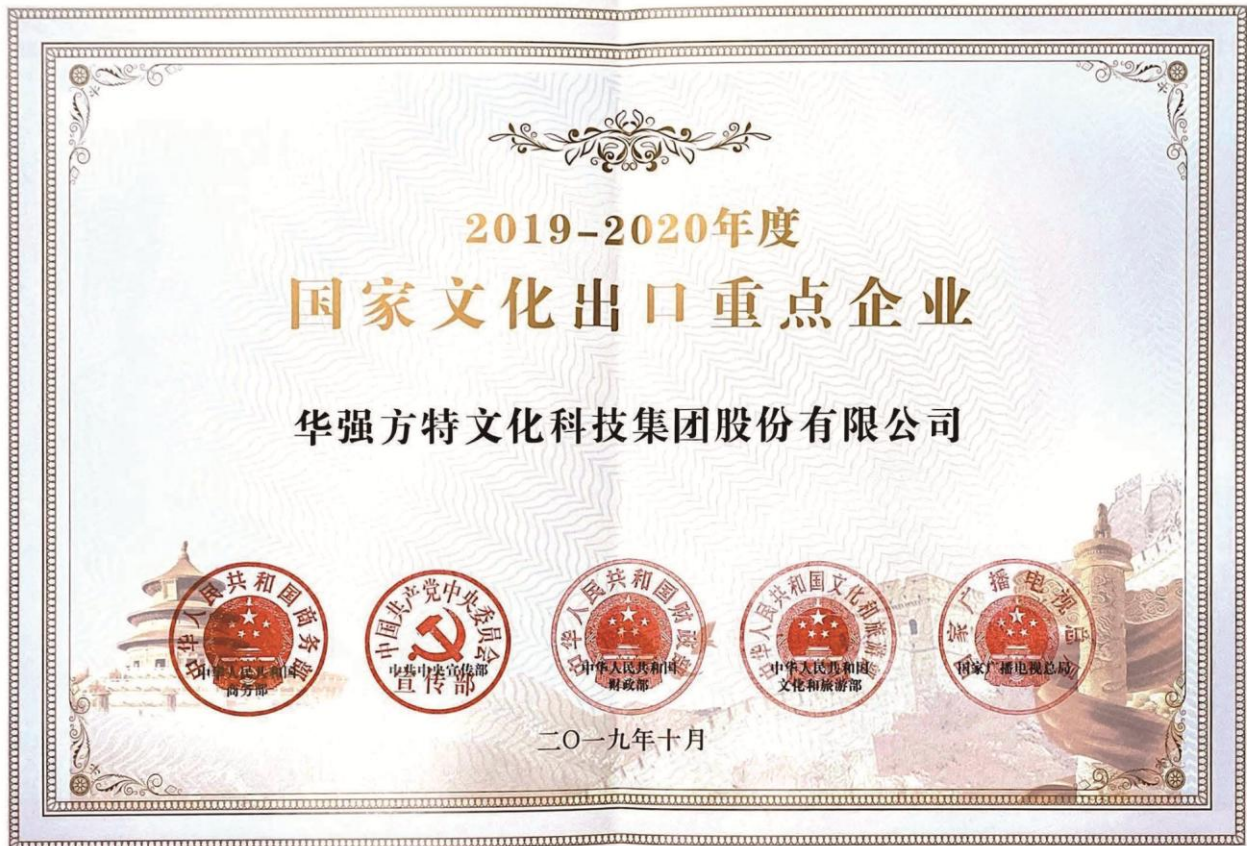 2019-2020年度
国家文化出口重点企业
华强方特文化科技集团股份有限公司
中华人民共和国商务部
中华人民共和国
商务部
中国共产党中央委员会
宣传部
中共中央宣传部
中华人民共和国财政部
中华人民共和国
财政部
中华人民共和国文化和旅游部
中华人民共和国
文化和旅游部
国家广播电视总局
国家广播电视总局
二〇一九年十月